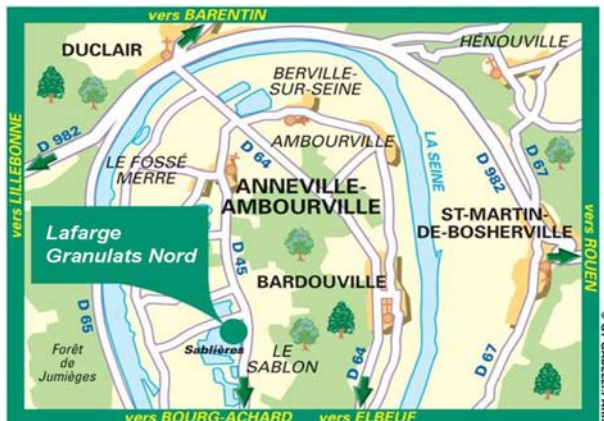 vers BARENTIN
DUCLAIR
HÉNOUVILLE
BERVILLE-
SUR-SEINE
D 982
vers LILLEBONNE
LE FOSSÉ
MERRE
D 64
AMBOURVILLE
LA SEINE
D 982
D 67
ANNEVILLE-
AMBOURVILLE
ST-MARTIN-
DE-BOSHERVILLE
vers ROUEN
Lafarge
Granulats Nord
D 45
BARDOUVILLE
D 65
Sablières
Forêt
de
Jumièges
LE
SABLON
D 64
D 67
vers BOURG-ACHARD
vers ELBEUF